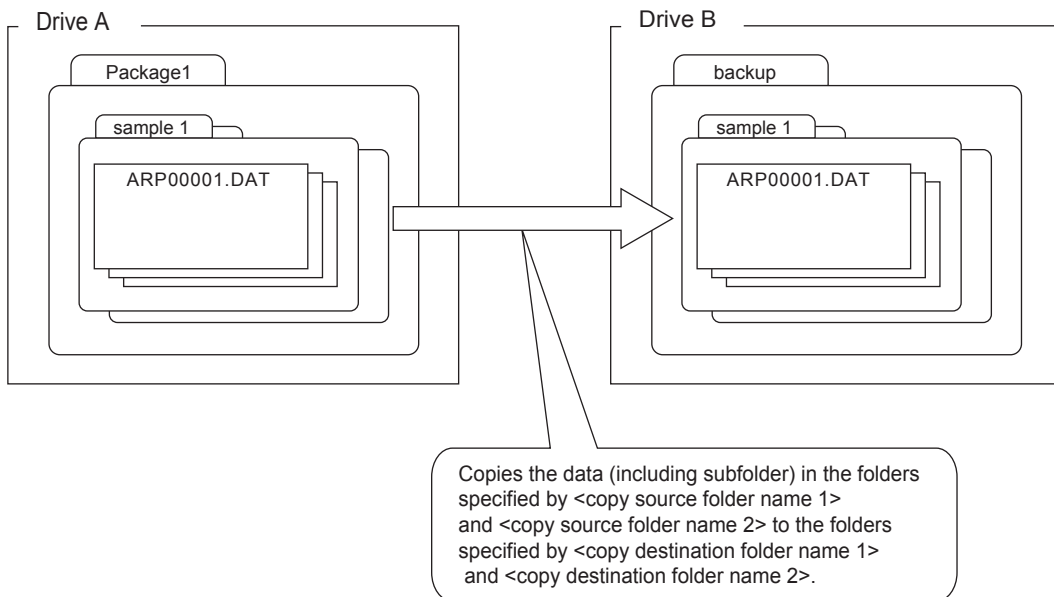 Drive A
Drive B
Package1
backup
sample 1
sample 1
ARP00001.DAT
ARP00001.DAT
Copies the data (including subfolder) in the folders
specified by <copy source folder name 1>
and <copy source folder name 2> to the folders
specified by <copy destination folder name 1>
and <copy destination folder name 2>.